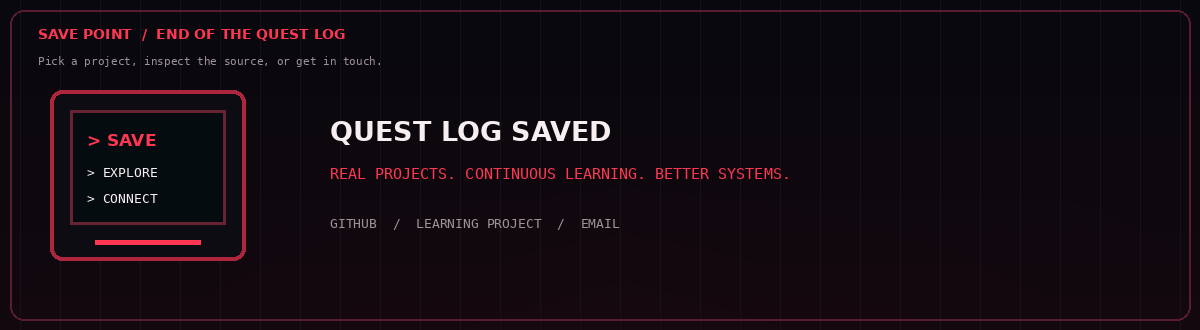 SAVE POINT / END OF THE QUEST LOG
Pick a project, inspect the source, or get in touch.
> SAVE
> EXPLORE
> CONNECT
QUEST LOG SAVED
REAL PROJECTS. CONTINUOUS LEARNING. BETTER SYSTEMS.
GITHUB / LEARNING PROJECT / EMAIL